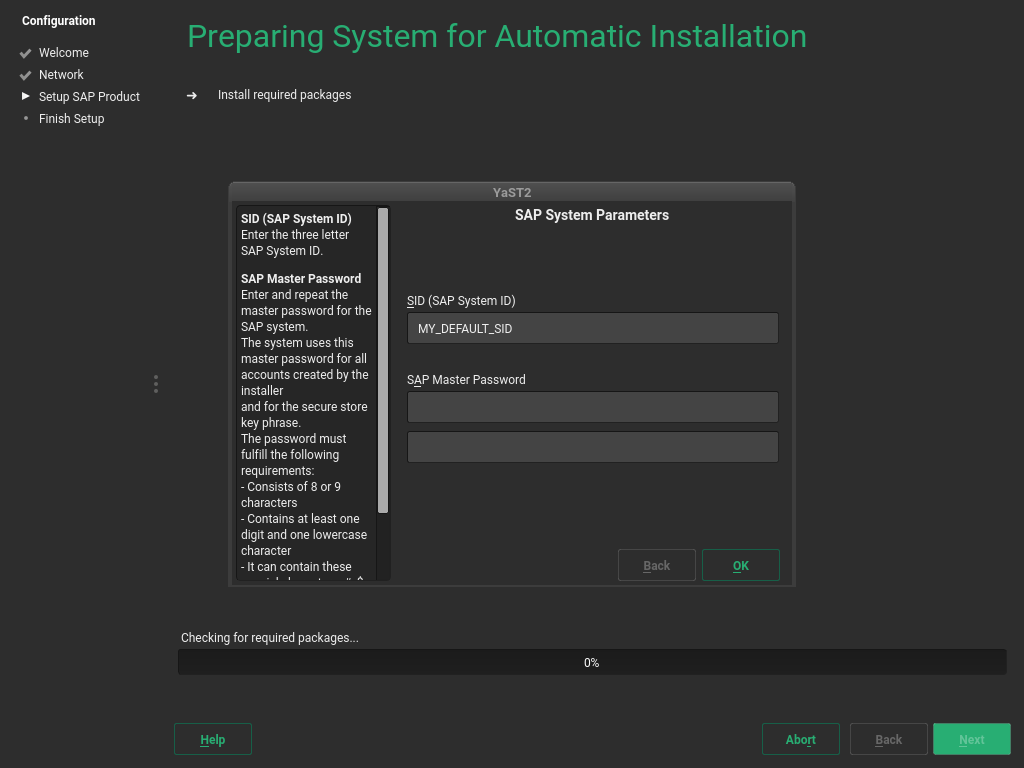 Configuration
Welcome
Network
Setup SAP Product
Finish Setup
Preparing System for Automatic Installation
Install required packages
YaST2
SID (SAP System ID)
Enter the three letter
SAP System ID.
SAP Master Password
Enter and repeat the
master password for the
SAP system.
The system uses this
master password for all
accounts created by the
installer
and for the secure store
key phrase.
The password must
fulfill the following
requirements:
- Consists of 8 or 9
characters
- Contains at least one
digit and one lowercase
character
- It can contain these
SAP System Parameters
SID (SAP System ID)
MY_DEFAULT_SID
SAP Master Password
Back
OK
Checking for required packages...
0%
Help
Abort
Back
Next